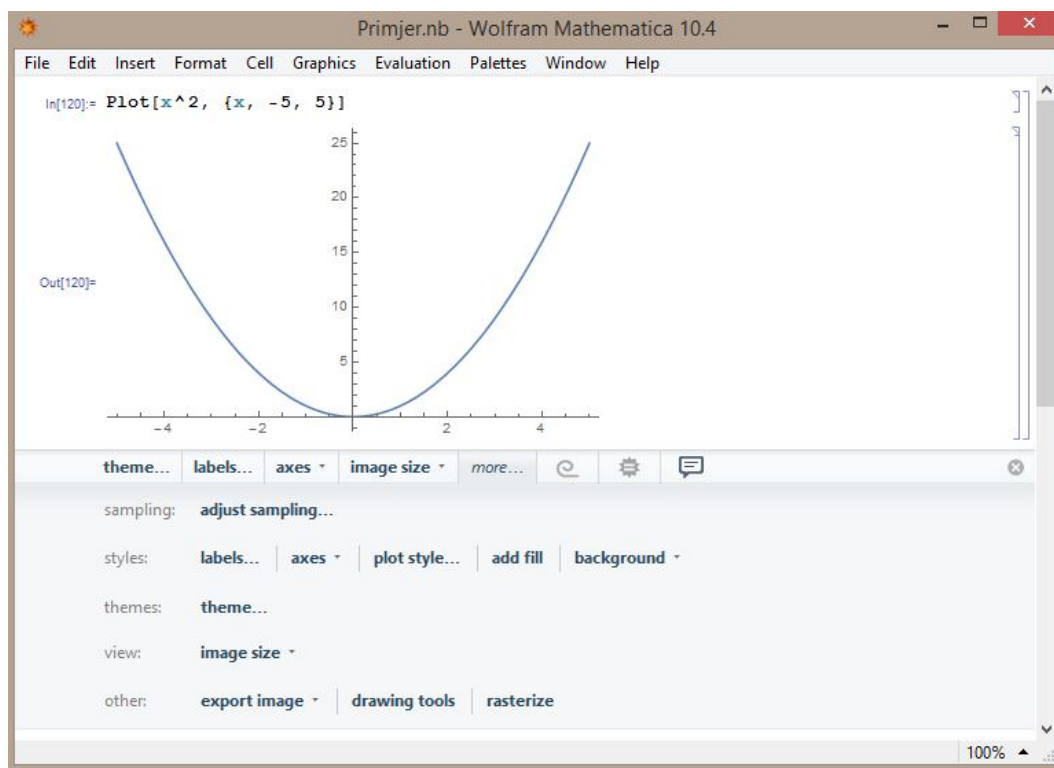 Primjer.nb - Wolfram Mathematica 10.4
File Edit Insert Format Cell Graphics Evaluation Palettes Window Help
In[120]:= Plot[x^2, {x, -5, 5}]
25
20
15
Out[120]=
10
5
-4 -2 2 4
theme... labels... axes image size more...
sampling: adjust sampling...
styles: labels... axes plot style... add fill background
themes: theme...
view: image size
other: export image drawing tools rasterize
100%